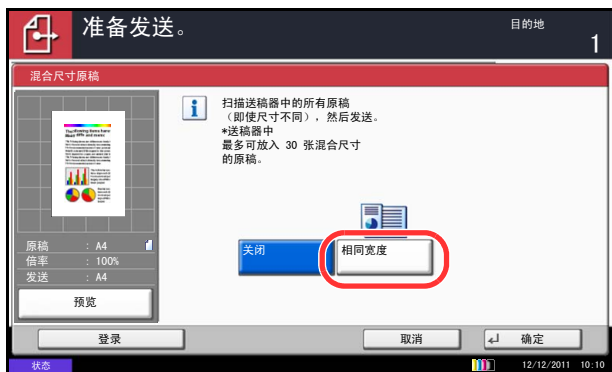 准备发送。
目的地
1
混合尺寸原稿
扫描送稿器中的所有原稿
（即使尺寸不同），然后发送。
*送稿器中
最多可放入 30 张混合尺寸
的原稿。
关闭
相同宽度
原稿 : A4
倍率 : 100%
发送 : A4
预览
登录
取消
确定
状态
12/12/2011 10:10